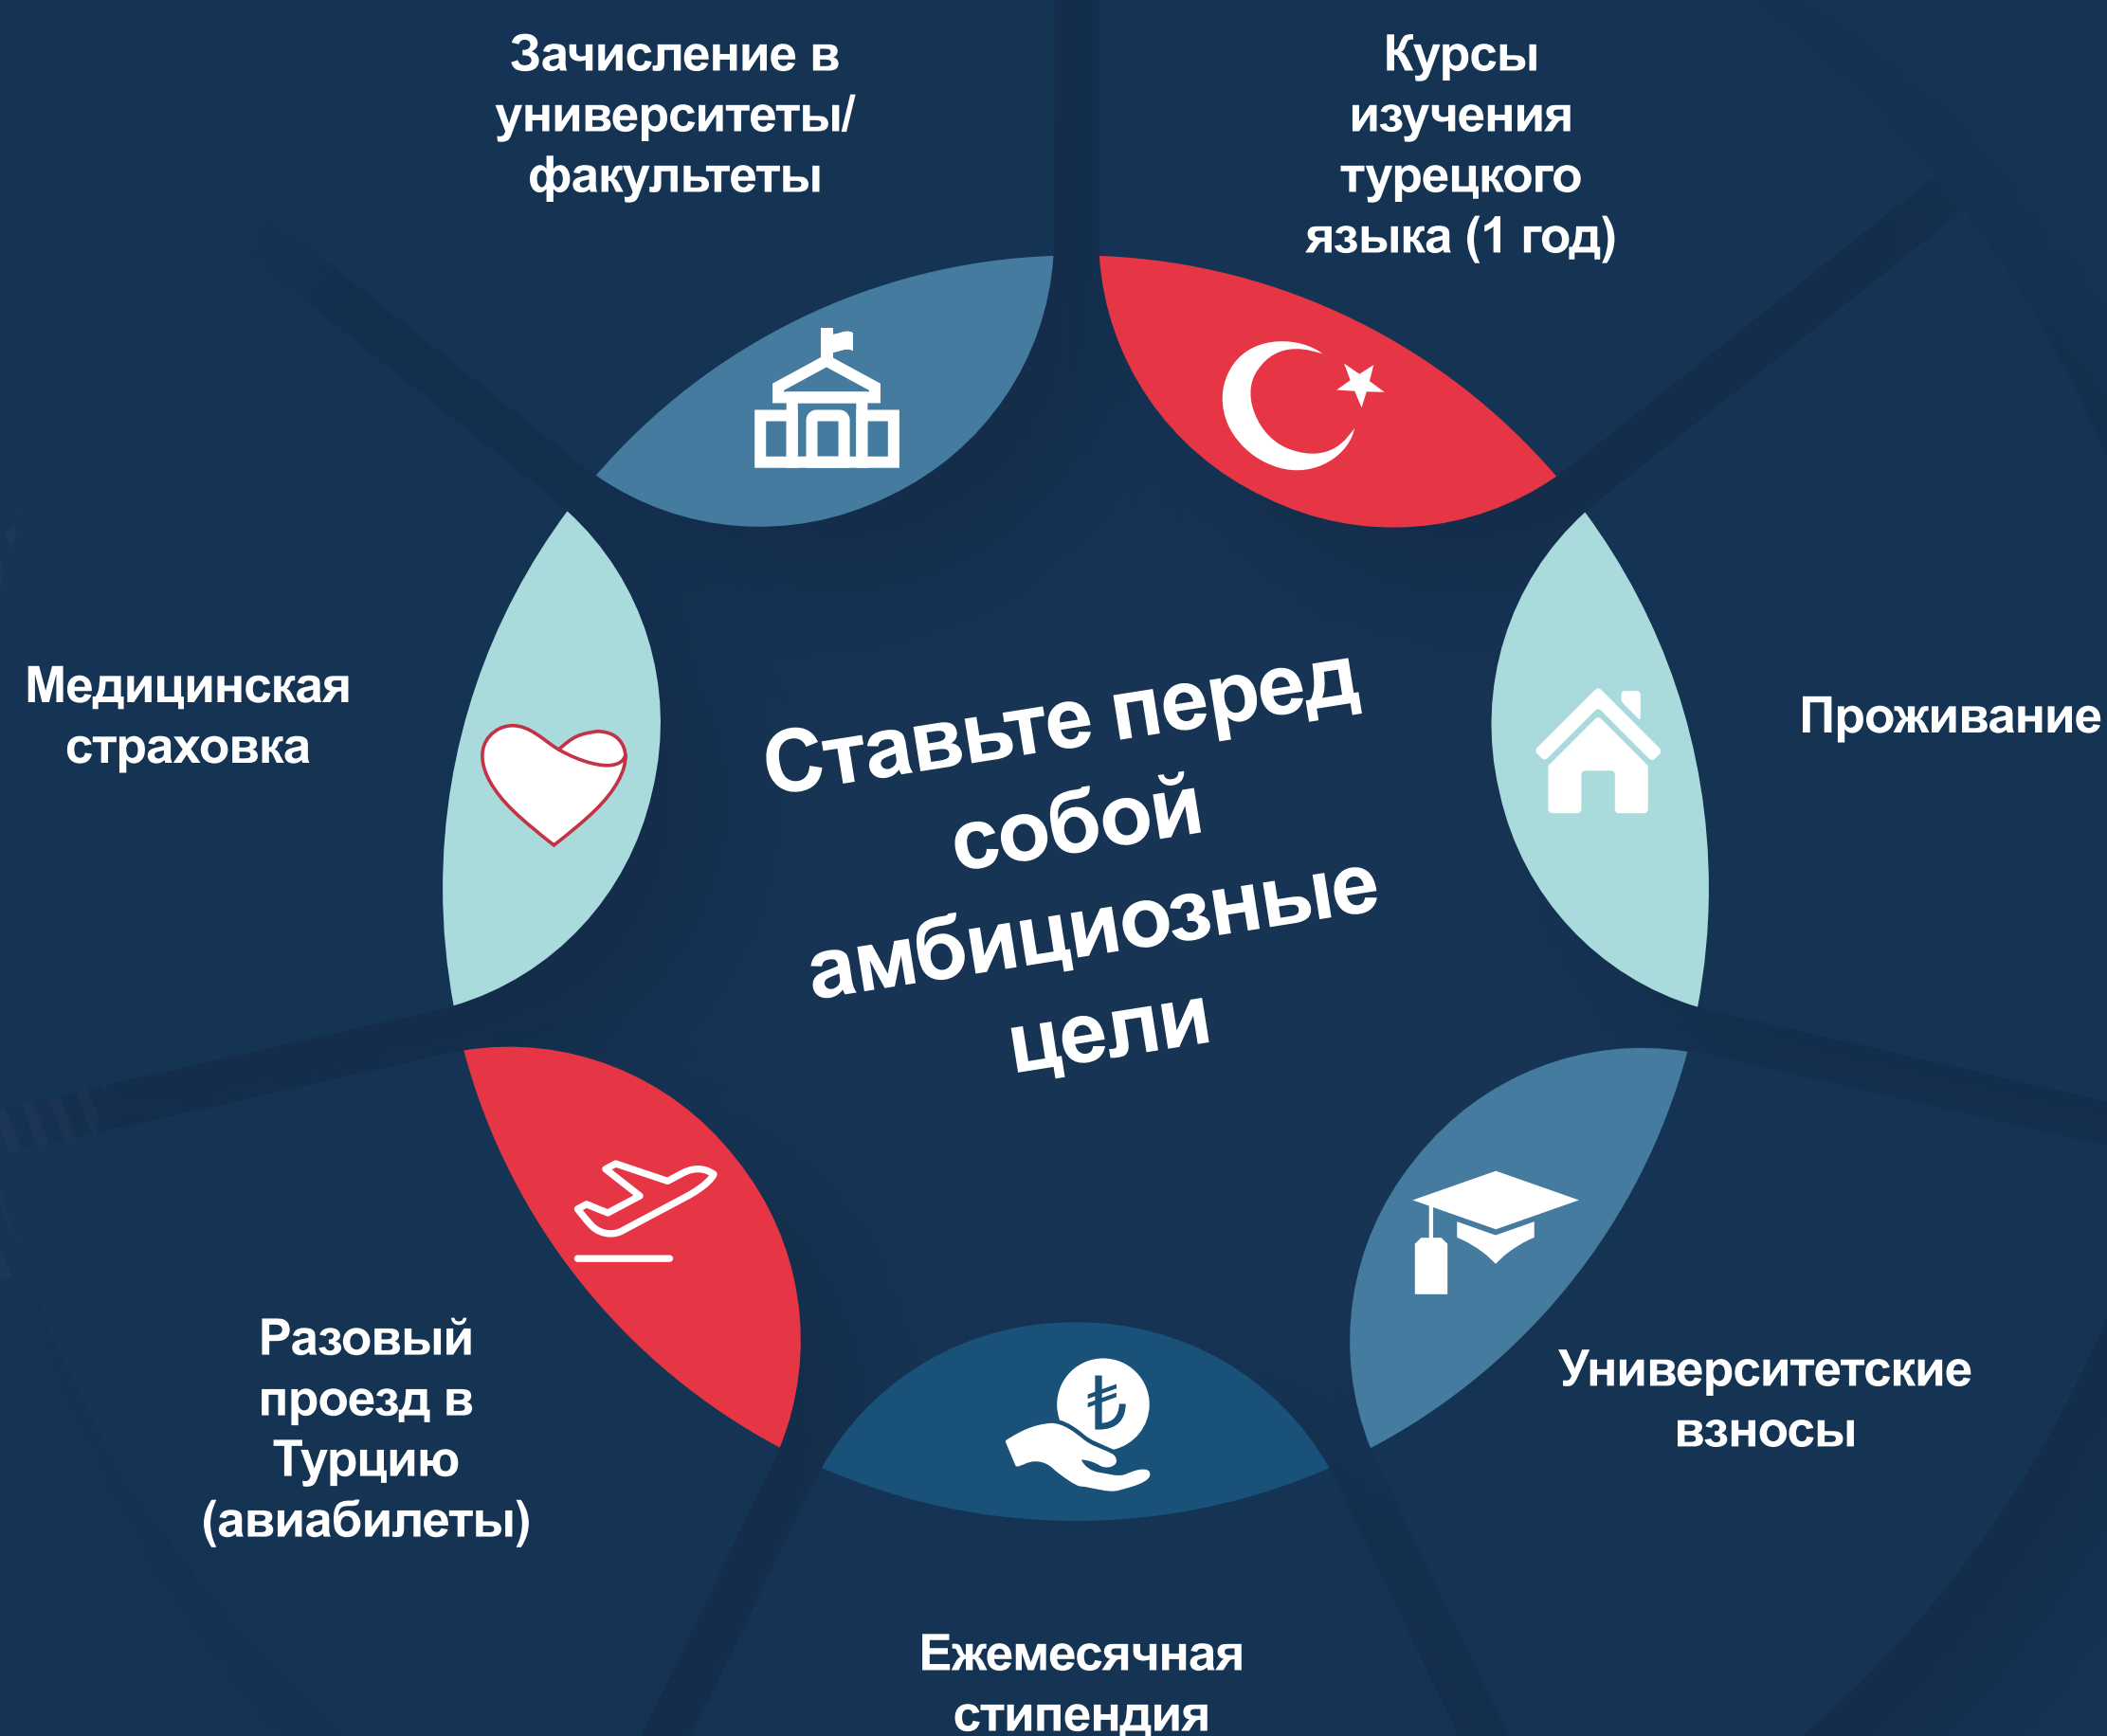 Зачисление в
университеты/
факультеты
Курсы
изучения
турецкого
языка (1 год)
Медицинская
страховка
Ставьте перед
собой
амбициозные
цели
Проживание
Разовый
проезд в
Турцию
(авиабилеты)
Университетские
взносы
Ежемесячная
стипендия